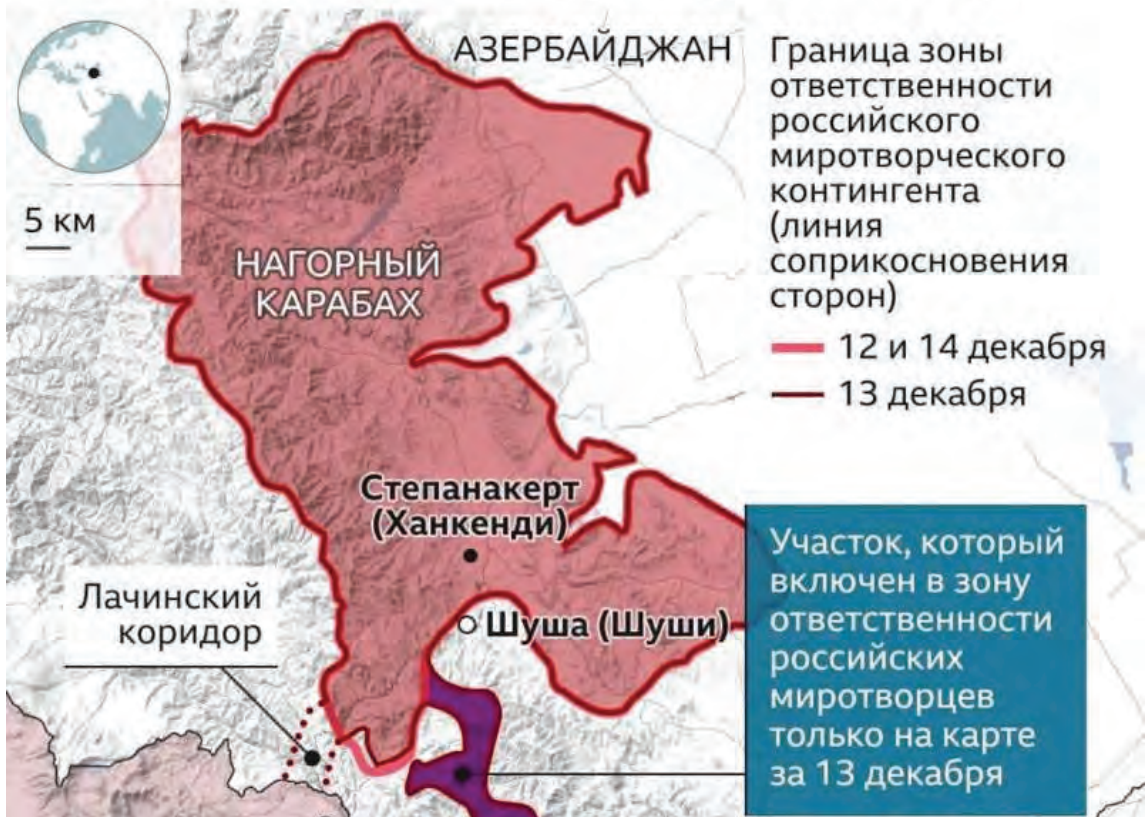 АЗЕРБАЙДЖАН
Граница зоны
ответственности
российского
миротворческого
контингента
(линия
соприкосновения
сторон)
12 и 14 декабря
13 декабря
5 км
НАГОРНЫЙ
КАРАБАХ
Степанакерт
(Ханкенди)
Шуша (Шуши)
Лачинский
коридор
Участок, который
включен в зону
ответственности
российских
миротворцев
только на карте
за 13 декабря